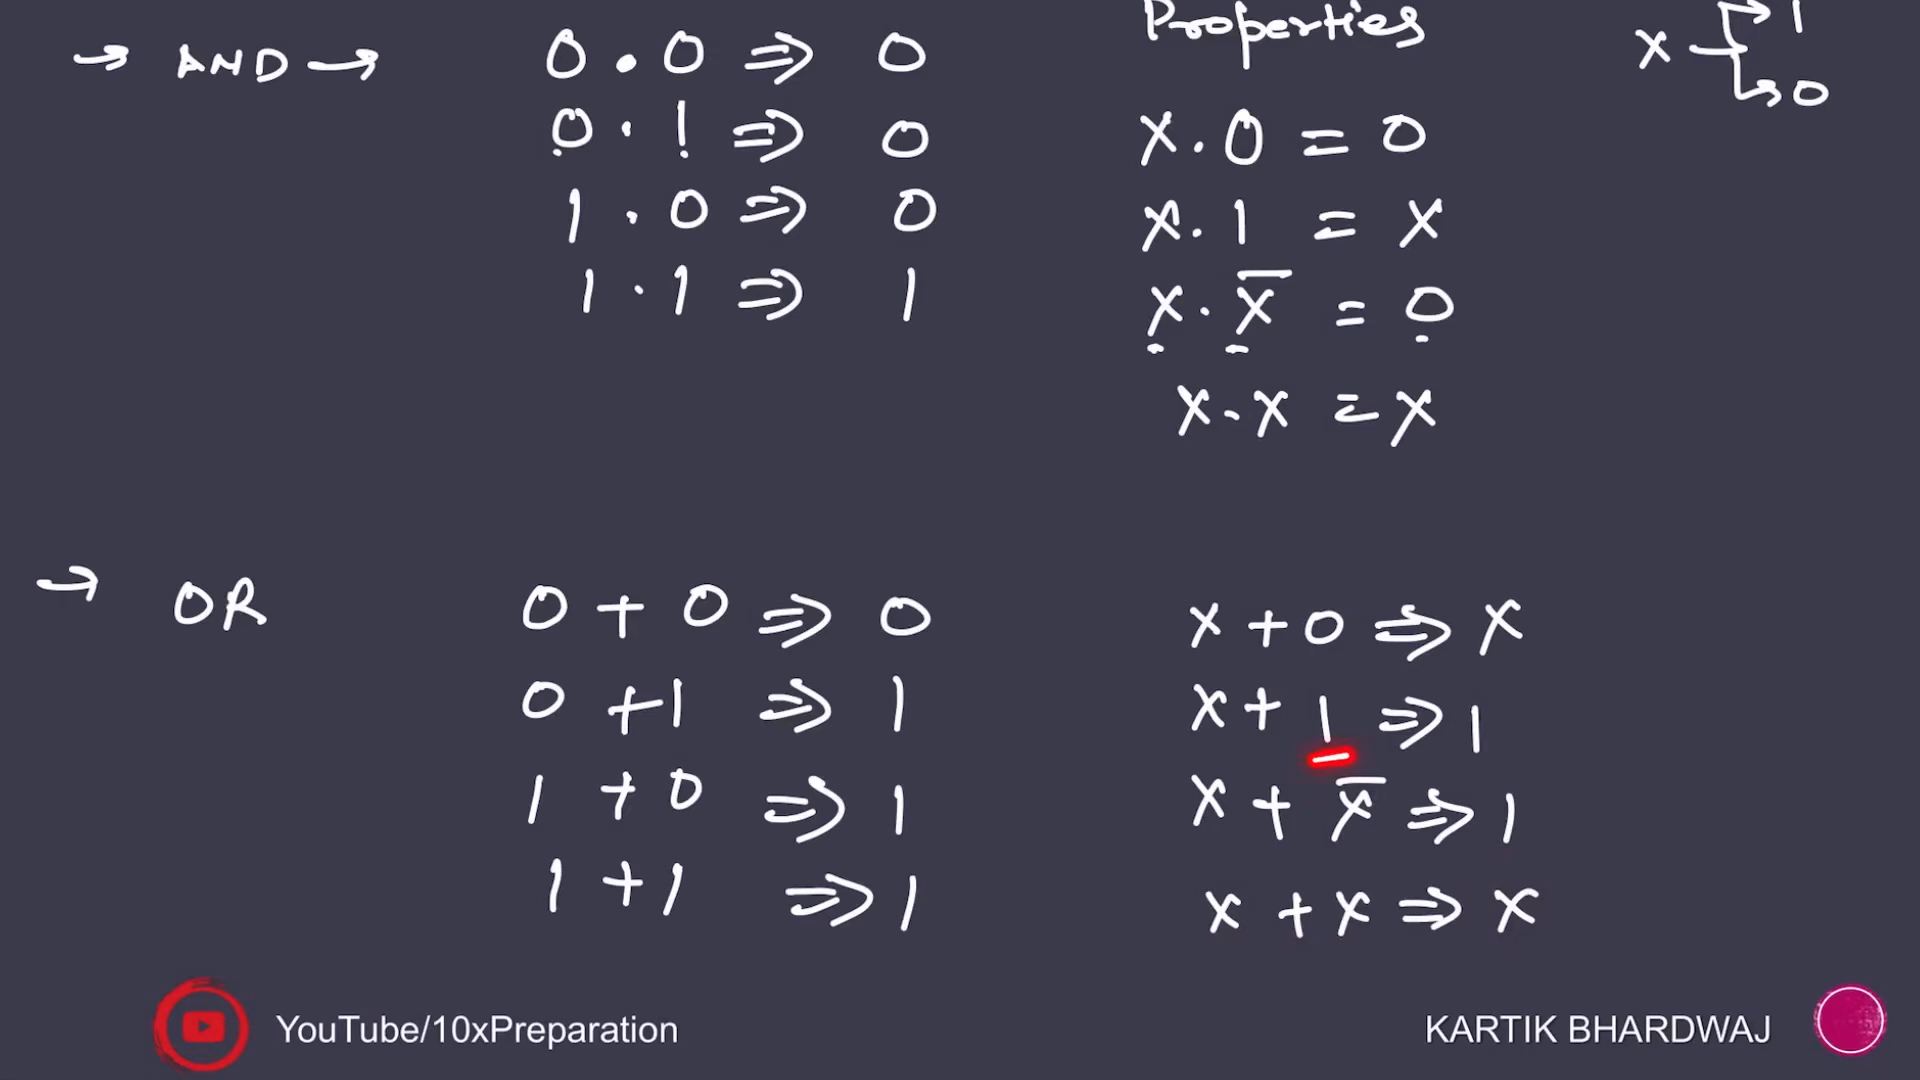 Properties
→ AND → 0 . 0 ⇒ 0 x → 1
→ 0
0 . 1 ⇒ 0 x . 0 = 0
1 . 0 ⇒ 0 x . 1 = x
1 . 1 ⇒ 1 x . x̅ = 0
x . x = x
→ OR 0 + 0 ⇒ 0 x + 0 ⇒ x
0 + 1 ⇒ 1 x + 1 ⇒ 1
1 + 0 ⇒ 1 x + x̅ ⇒ 1
1 + 1 ⇒ 1 x + x ⇒ x
YouTube/10xPreparation KARTIK BHARDWAJ